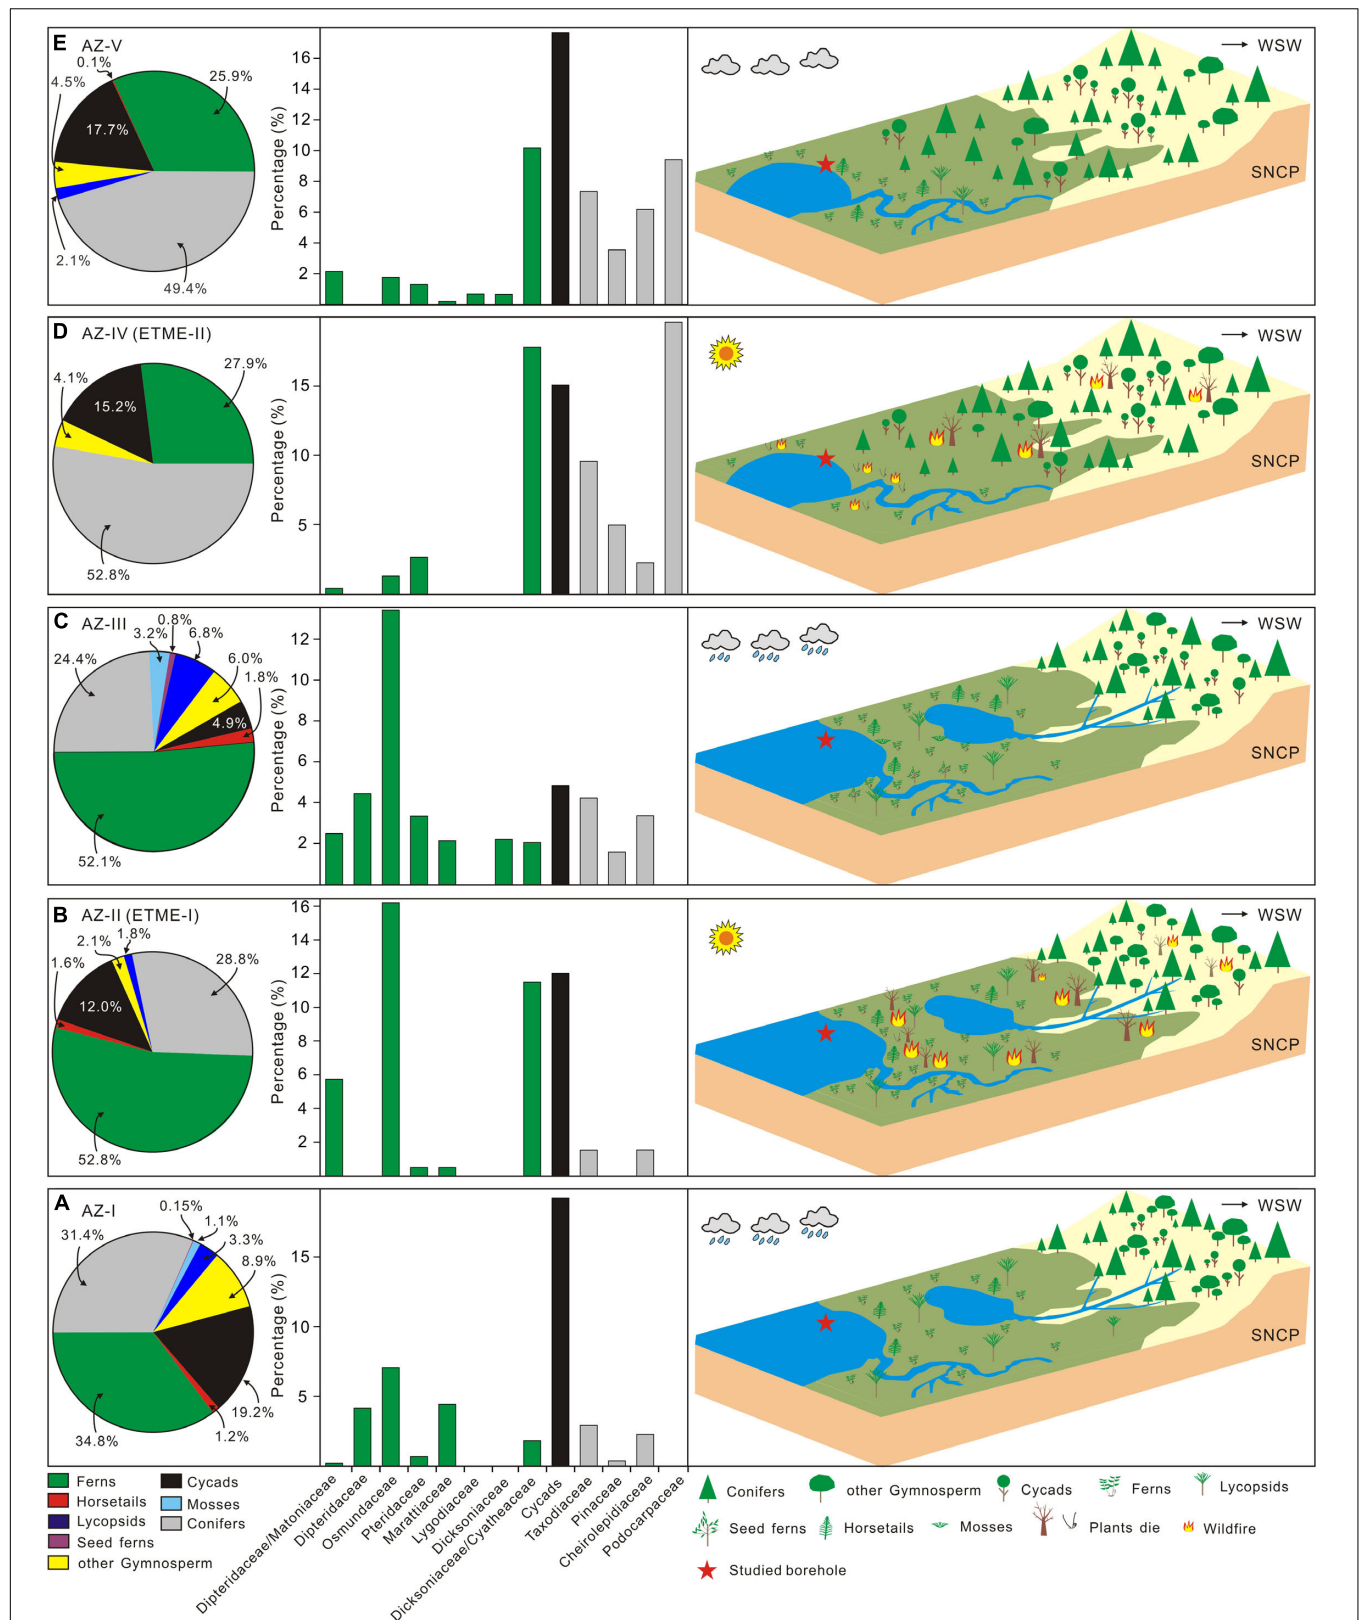 E AZ-V
0.1%
4.5%
25.9%
17.7%
2.1%
49.4%
Percentage (%)
16
14
12
10
8
6
4
2
WSW
SNCP
D AZ-IV (ETME-II)
4.1%
27.9%
15.2%
52.8%
Percentage (%)
15
10
5
WSW
SNCP
C AZ-III
0.8%
3.2%
6.8%
24.4%
6.0%
1.8%
4.9%
52.1%
Percentage (%)
12
10
8
6
4
2
WSW
SNCP
B AZ-II (ETME-I)
1.8%
2.1%
1.6%
28.8%
12.0%
52.8%
Percentage (%)
16
14
12
10
8
6
4
2
WSW
SNCP
A AZ-I
0.15%
1.1%
31.4%
3.3%
8.9%
19.2%
1.2%
34.8%
Percentage (%)
15
10
5
WSW
SNCP
Dipteridaceae/Matoniaceae
Dipteridaceae
Osmundaceae
Pteridaceae
Marattiaceae
Lygodiaceae
Dicksoniaceae
Dicksoniaceae/Cyatheaceae
Cycads
Taxodiaceae
Pinaceae
Cheirolepidiaceae
Podocarpaceae
Ferns
Cycads
Horsetails
Mosses
Lycopsids
Conifers
Seed ferns
other Gymnosperm
Conifers
other Gymnosperm
Cycads
Ferns
Lycopsids
Seed ferns
Horsetails
Mosses
Plants die
Wildfire
Studied borehole